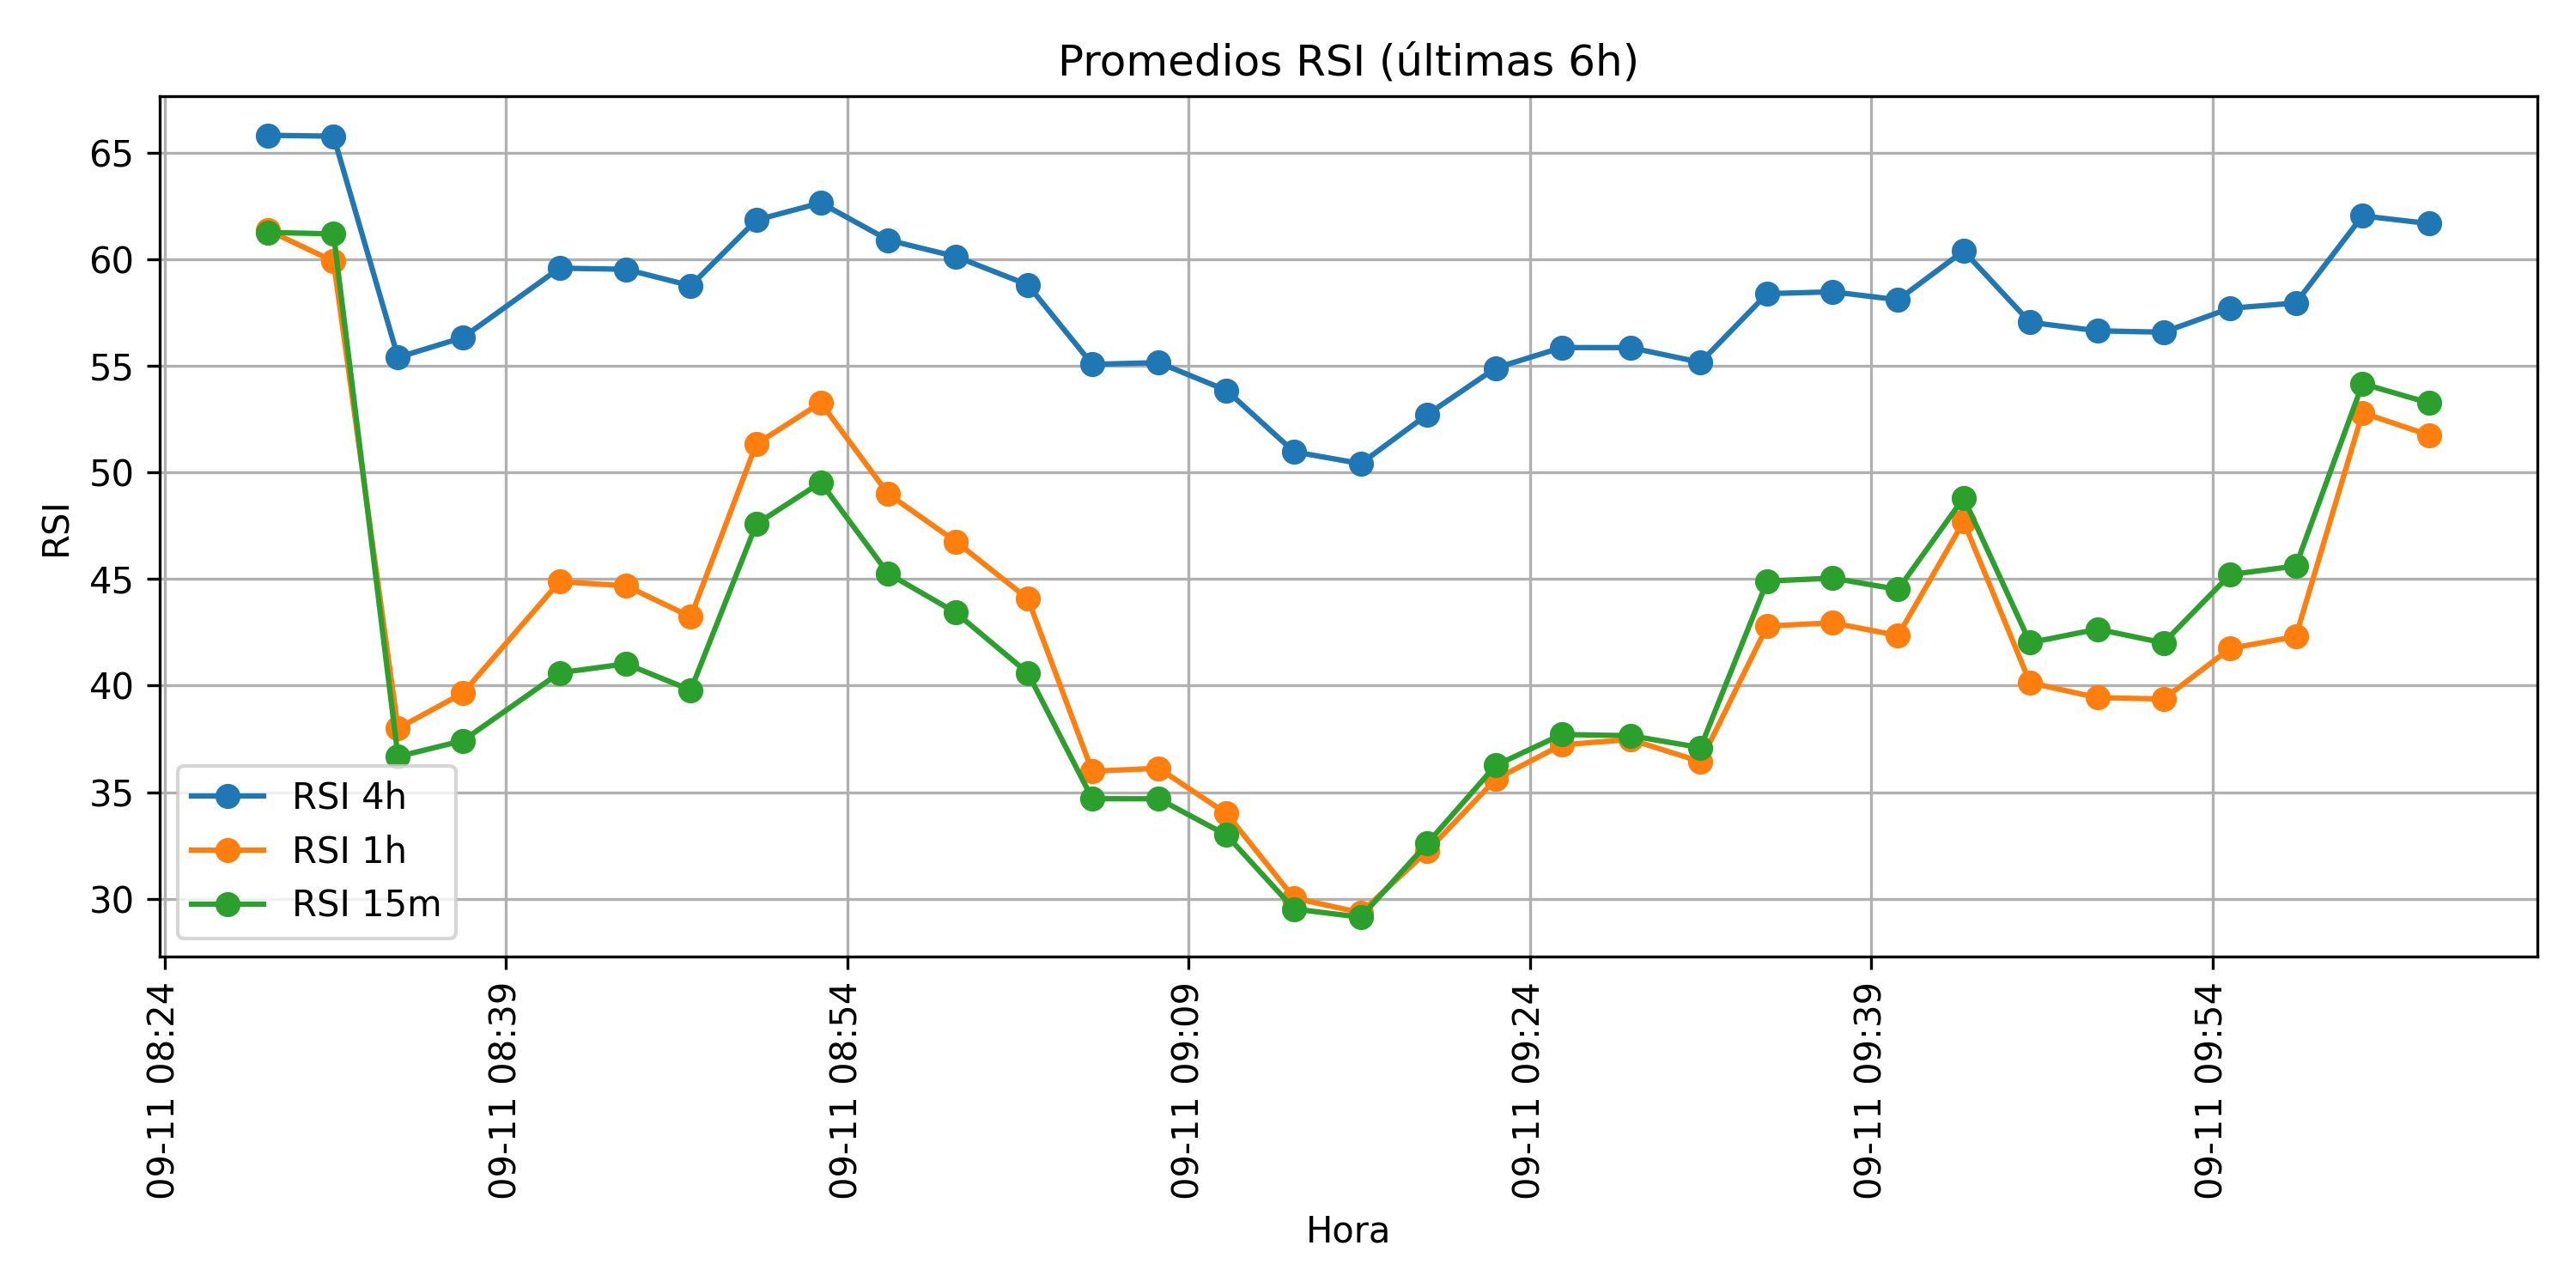 Promedios RSI (últimas 6h)
RSI
65
60
55
50
45
40
35
30
RSI 4h
RSI 1h
RSI 15m
09-11 08:24
09-11 08:39
09-11 08:54
09-11 09:09
09-11 09:24
09-11 09:39
09-11 09:54
Hora